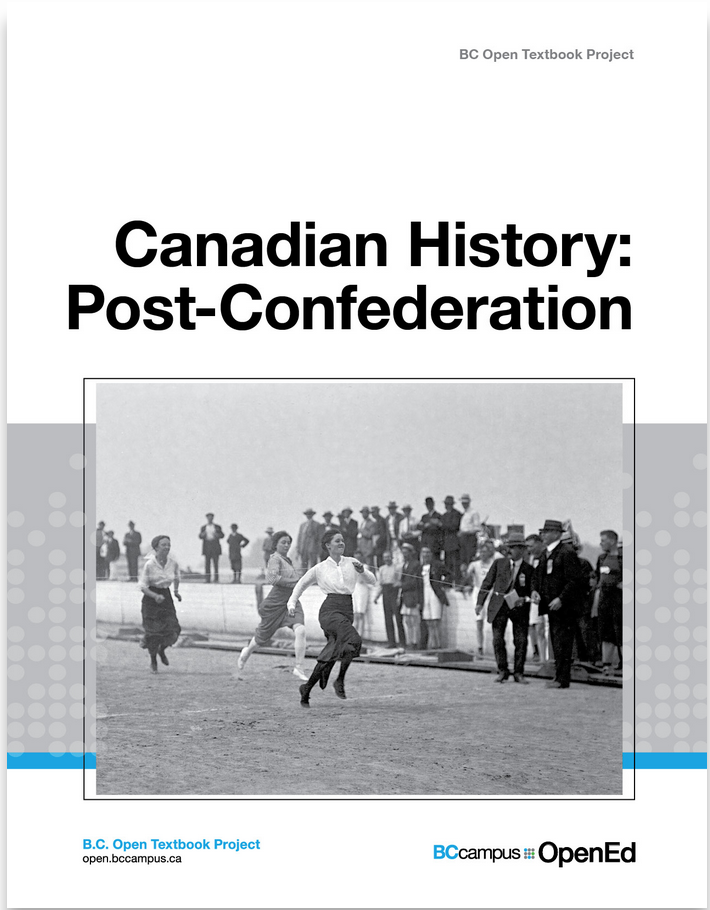 BC Open Textbook Project
Canadian History:
Post-Confederation
B.C. Open Textbook Project
open.bccampus.ca
BCcampus OpenEd